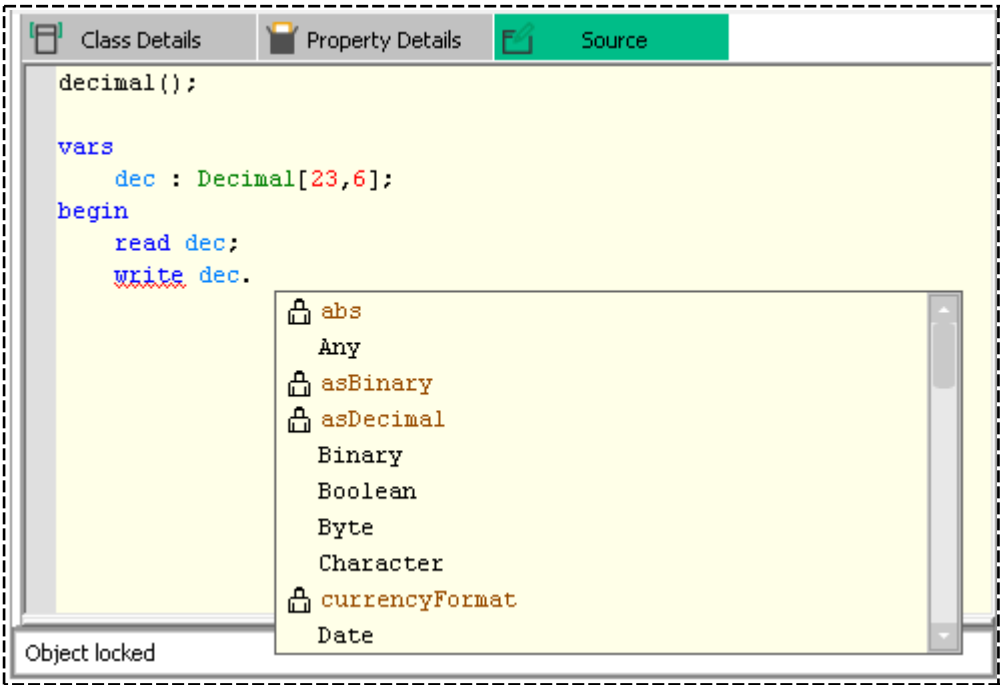 Class Details Property Details Source
decimal();
vars
dec : Decimal[23,6];
begin
read dec;
write dec.
abs
Any
asBinary
asDecimal
Binary
Boolean
Byte
Character
currencyFormat
Date
Object locked